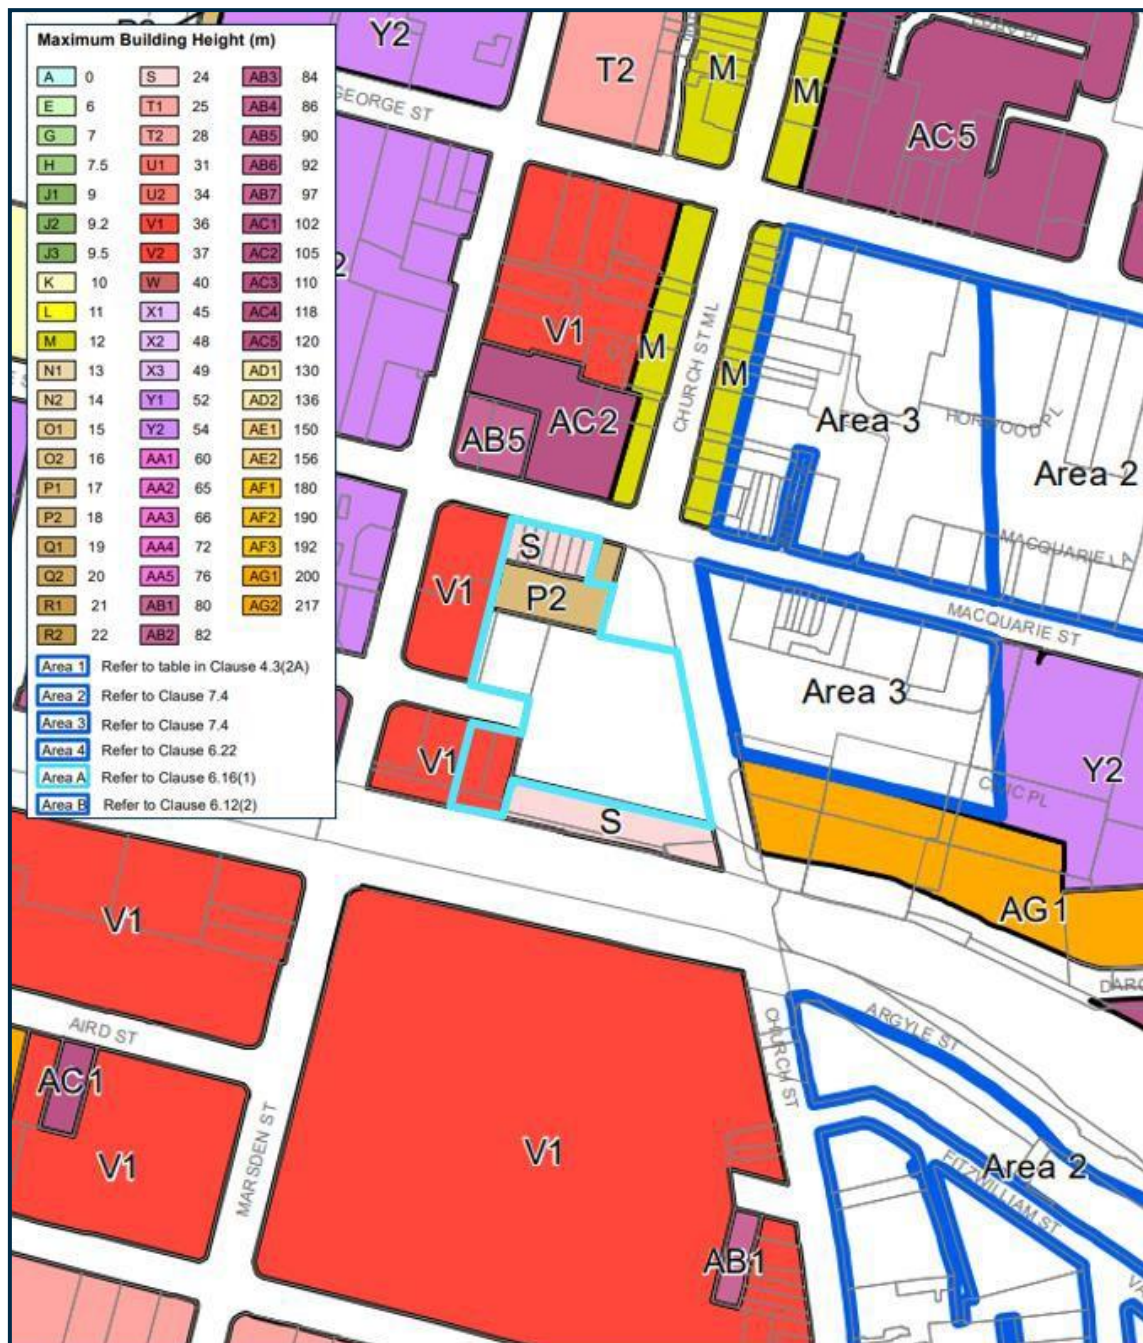 Maximum Building Height (m)
A 0 S 24 AB3 84
E 6 T1 25 AB4 86
G 7 T2 28 AB5 90
H 7.5 U1 31 AB6 92
J1 9 U2 34 AB7 97
J2 9.2 V1 36 AC1 102
J3 9.5 V2 37 AC2 105
K 10 W 40 AC3 110
L 11 X1 45 AC4 118
M 12 X2 48 AC5 120
N1 13 X3 49 AD1 130
N2 14 Y1 52 AD2 136
O1 15 Y2 54 AE1 150
O2 16 AA1 60 AE2 156
P1 17 AA2 65 AF1 180
P2 18 AA3 66 AF2 190
Q1 19 AA4 72 AF3 192
Q2 20 AA5 76 AG1 200
R1 21 AB1 80 AG2 217
R2 22 AB2 82
Area 1 Refer to table in Clause 4.3(2A)
Area 2 Refer to Clause 7.4
Area 3 Refer to Clause 7.4
Area 4 Refer to Clause 6.22
Area A Refer to Clause 6.16(1)
Area B Refer to Clause 6.12(2)
Y2
T2
M
M
AC5
GEORGE ST
V1
M
CHURCH ST ML
M
Area 3
HORWOOD PL
Area 2
AB5
AC2
MACQUARIE LA
MACQUARIE ST
V1
S
P2
Area 3
V1
Y2
CIVIC PL
S
AG1
V1
ARGYLE ST
AIRD ST
CHURCH ST
AC1
MARSDEN ST
V1
V1
Area 2
FITZWILLIAM ST
AB1